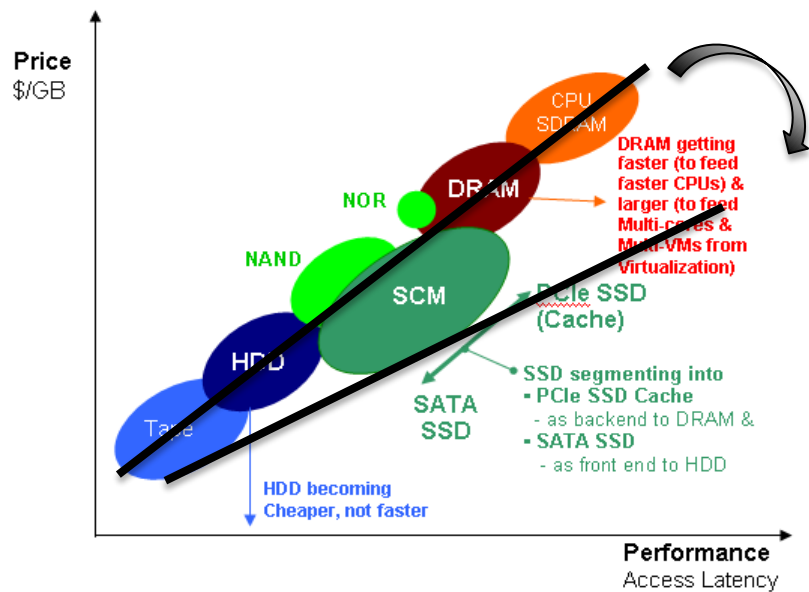 Price
$/GB
CPU
SDRAM
DRAM getting
faster (to feed
faster CPUs) &
larger (to feed
Multi-cores &
Multi-VMs from
Virtualization)
DRAM
NOR
NAND
SCM
PCIe SSD
(Cache)
HDD
SSD segmenting into
▪ PCIe SSD Cache
- as backend to DRAM &
▪ SATA SSD
- as front end to HDD
SATA
SSD
Tape
HDD becoming
Cheaper, not faster
Performance
Access Latency